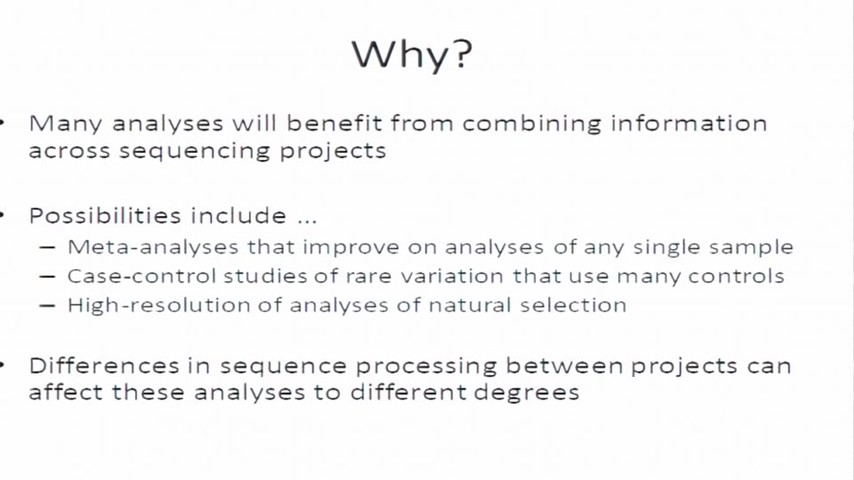 Why?
• Many analyses will benefit from combining information
across sequencing projects
• Possibilities include ...
– Meta-analyses that improve on analyses of any single sample
– Case-control studies of rare variation that use many controls
– High-resolution of analyses of natural selection
• Differences in sequence processing between projects can
affect these analyses to different degrees